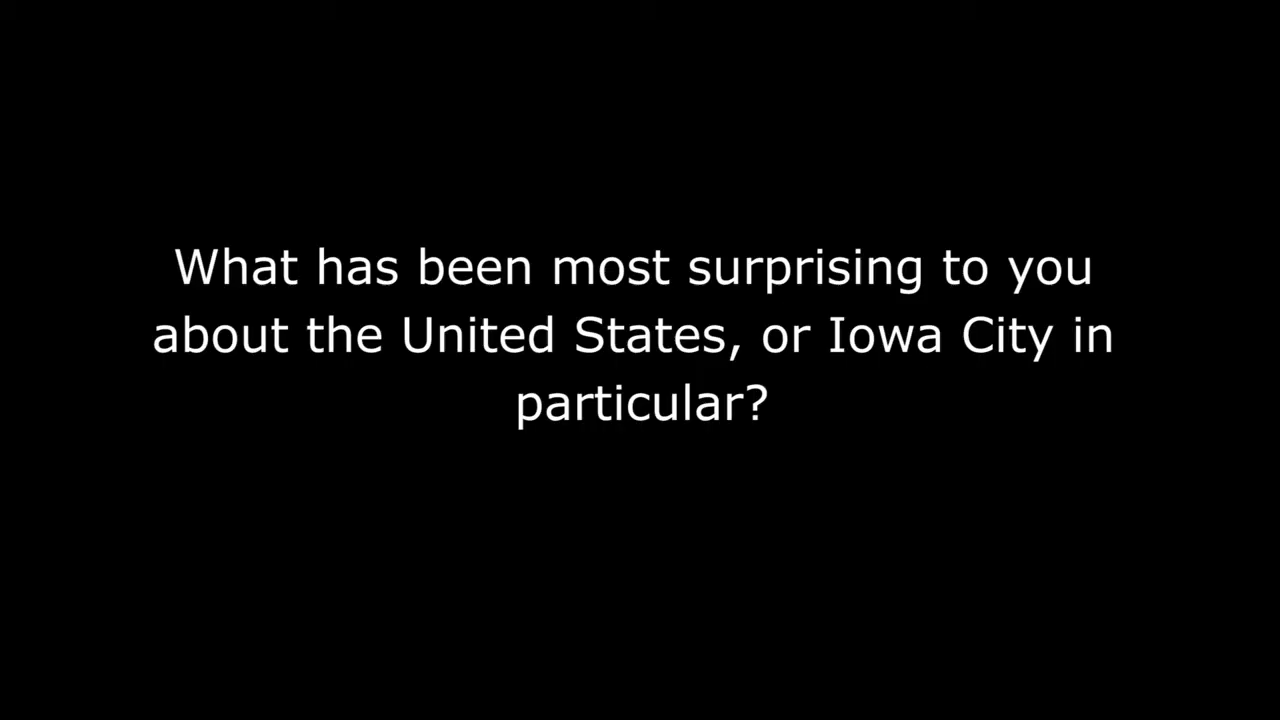 What has been most surprising to you
about the United States, or Iowa City in
particular?